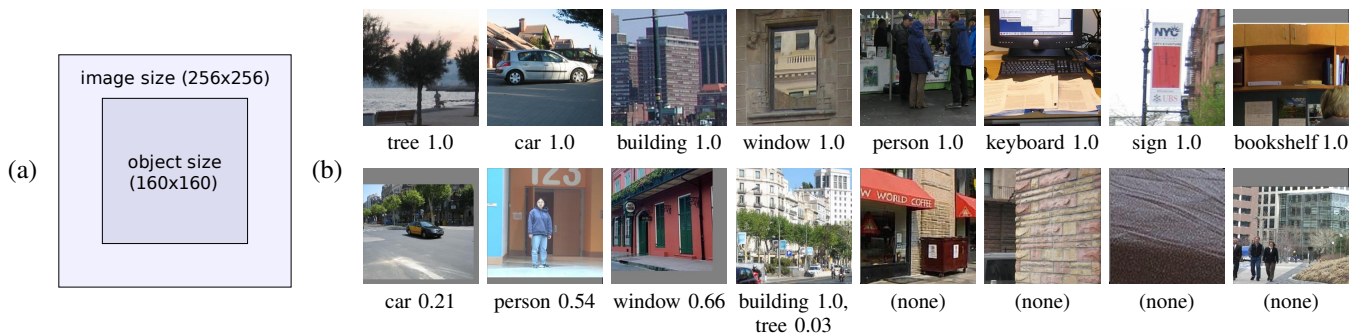 (a)
image size (256x256)
object size
(160x160)
(b)
NYC
UBS
tree 1.0
car 1.0
building 1.0
window 1.0
person 1.0
keyboard 1.0
sign 1.0
bookshelf 1.0
123
W WORLD COFFEE
car 0.21
person 0.54
window 0.66
building 1.0,
tree 0.03
(none)
(none)
(none)
(none)